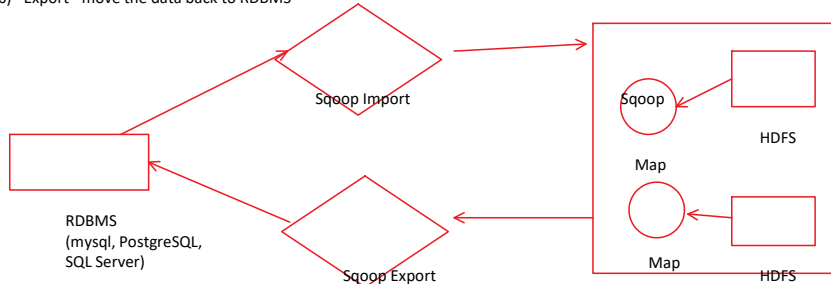 Export - move the data back to RDBMS
Sqoop Import
Sqoop
HDFS
Map
RDBMS
(mysql, PostgreSQL,
SQL Server)
Sqoop Export
Map
HDFS